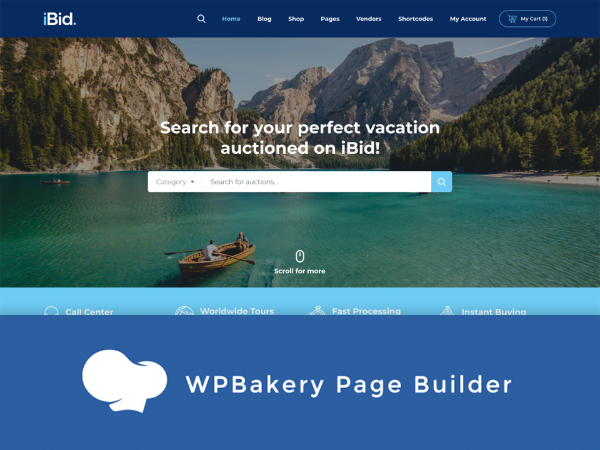 iBid.
Home Blog Shop Pages Vendors Shortcodes My Account My Cart (1)
Search for your perfect vacation
auctioned on iBid!
Category Search for auctions...
Scroll for more
Call Center Worldwide Tours Fast Processing Instant Buying
WPBakery Page Builder